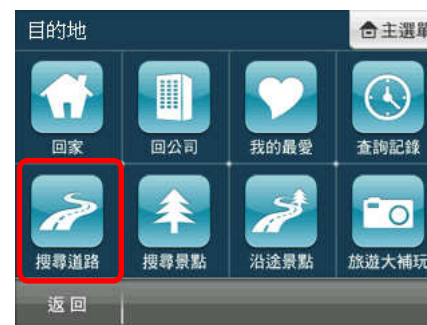 目的地 主選單
回家 回公司 我的最愛 查詢記錄
搜尋道路 搜尋景點 沿途景點 旅遊大補玩
返回